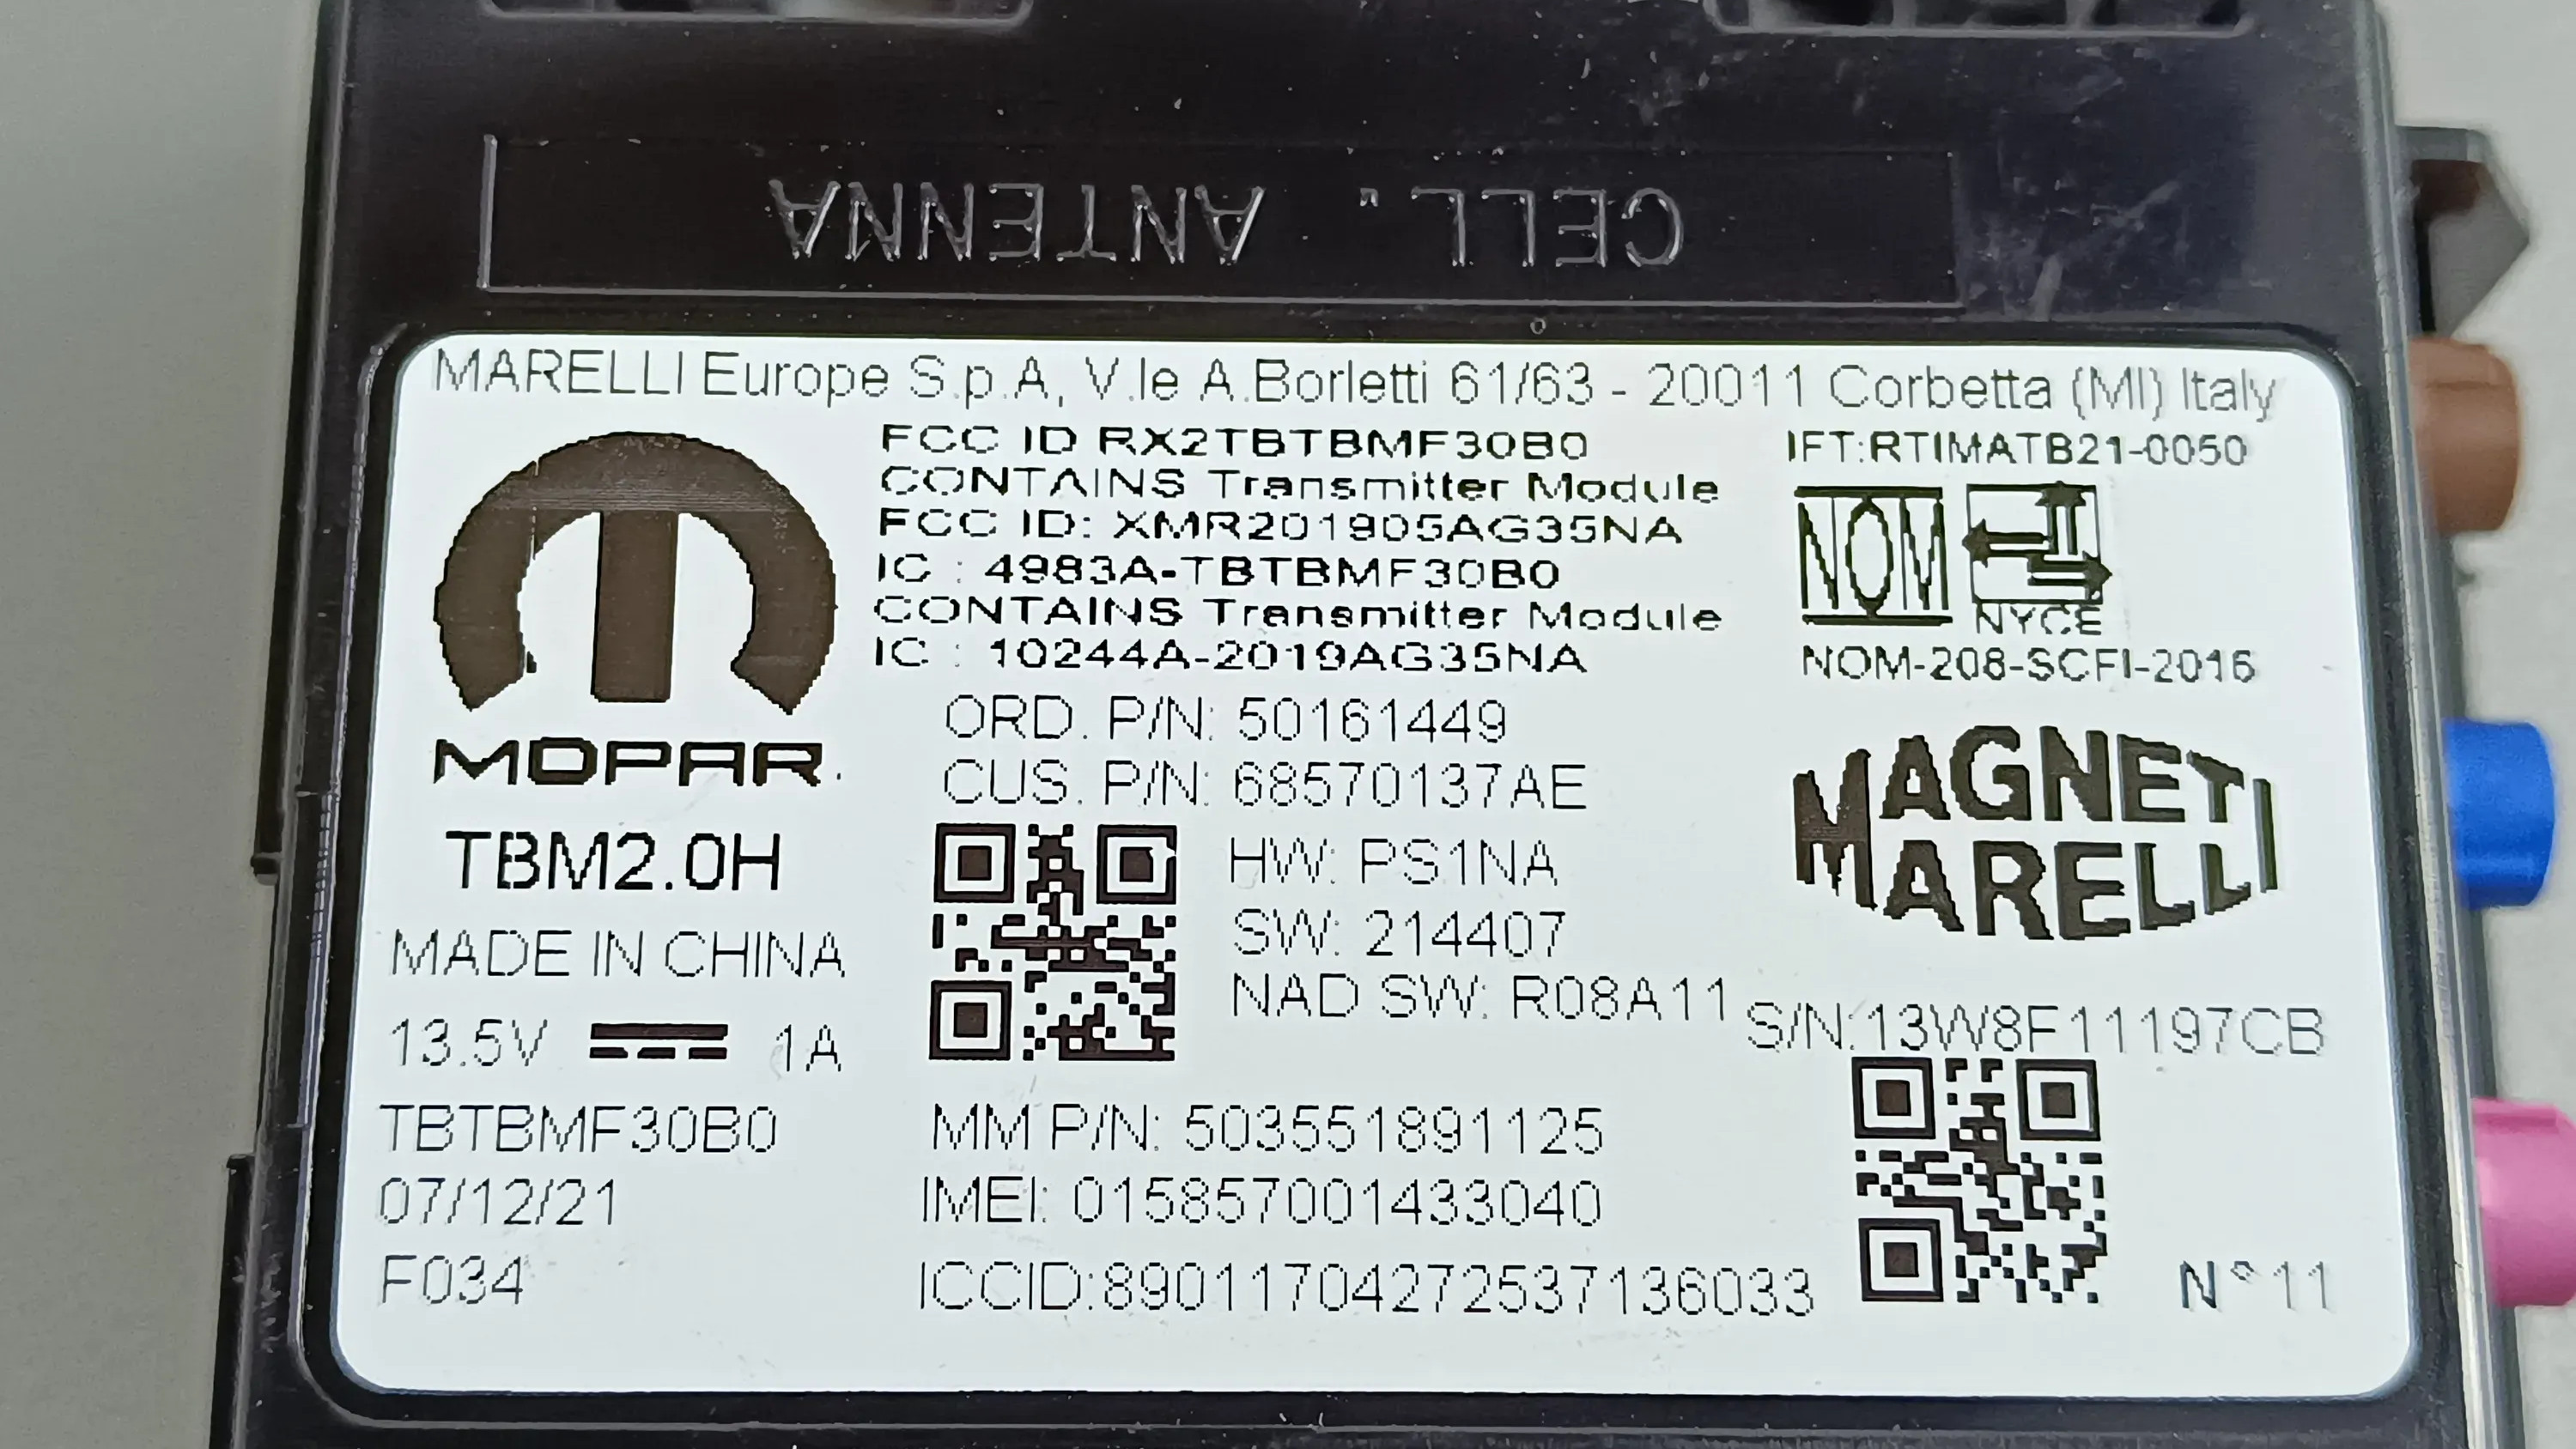 CELL. ANTENNA
MARELLI Europe S.p.A, V.le A.Borletti 61/63 - 20011 Corbetta (MI) Italy
FCC ID RX2TBTBMF30B0
CONTAINS Transmitter Module
FCC ID: XMR201905AG35NA
IC : 4983A-TBTBMF30B0
CONTAINS Transmitter Module
IC : 10244A-2019AG35NA
IFT:RTIMATB21-0050
NOM
NYCE
NOM-208-SCFI-2016
MOPAR.
ORD. P/N: 50161449
CUS. P/N: 68570137AE
HW: PS1NA
SW: 214407
NAD SW: R08A11
MAGNETI
MARELLI
TBM2.0H
MADE IN CHINA
13.5V 1A
TBTBMF30B0
07/12/21
F034
S/N:13W8F11197CB
MM P/N: 503551891125
IMEI: 015857001433040
ICCID:89011704272537136033
N°11